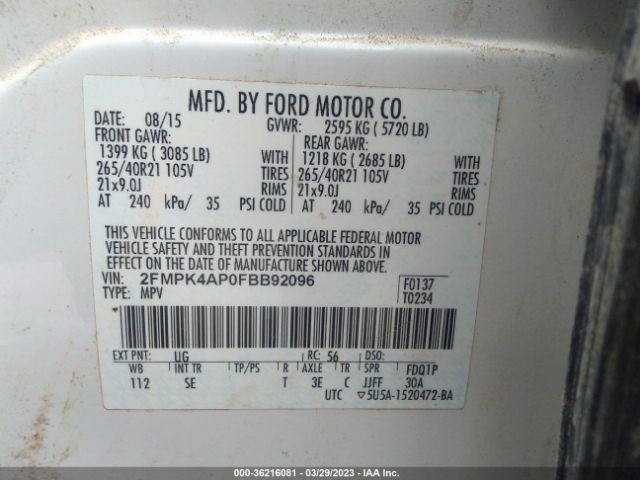 MFD. BY FORD MOTOR CO.
DATE: 08/15 GVWR: 2595 KG ( 5720 LB)
FRONT GAWR: REAR GAWR:
1399 KG ( 3085 LB) WITH 1218 KG ( 2685 LB) WITH
265/40R21 105V TIRES 265/40R21 105V TIRES
21x9.0J RIMS 21x9.0J RIMS
AT 240 kPa/ 35 PSI COLD AT 240 kPa/ 35 PSI COLD
THIS VEHICLE CONFORMS TO ALL APPLICABLE FEDERAL MOTOR
VEHICLE SAFETY AND THEFT PREVENTION STANDARDS IN
EFFECT ON THE DATE OF MANUFACTURE SHOWN ABOVE.
VIN: 2FMPK4AP0FBB92096 F0137
TYPE: MPV T0234
EXT PNT: UG RC: 56 DSO:
WB INT TR TP/PS R AXLE TR SPR FDQ1P
112 SE T 3E C JJFF 30A
UTC ▽5U5A-1520472-BA
000-36216081 - 03/29/2023 - IAA Inc.